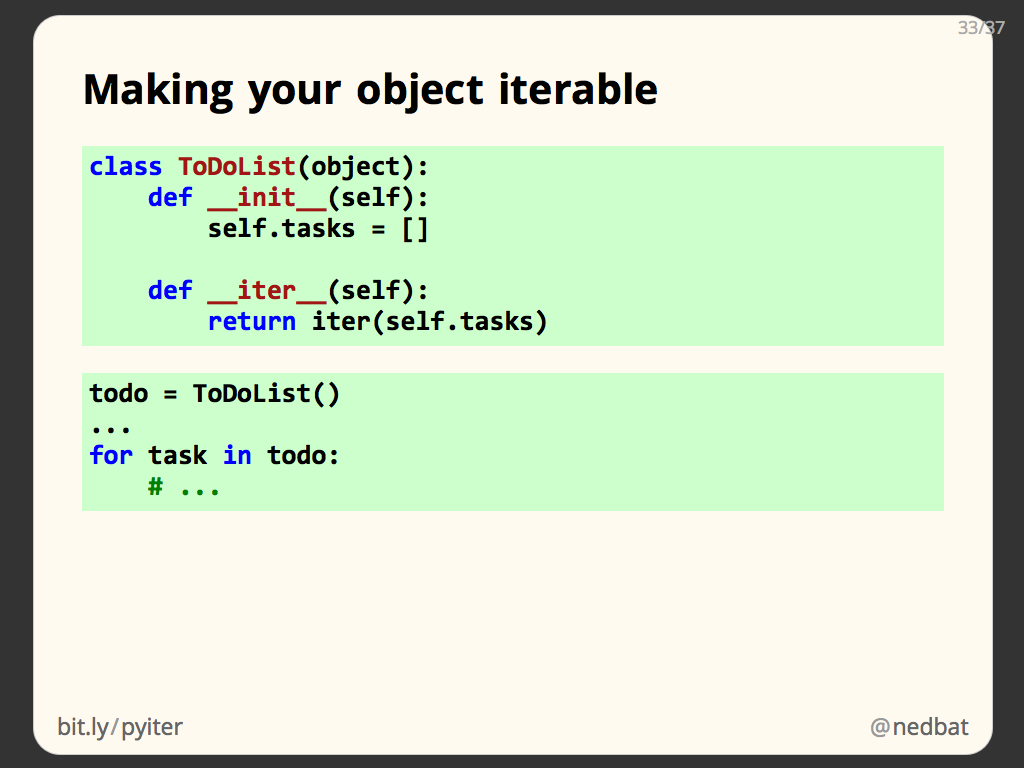 33/37
Making your object iterable
class ToDoList(object):
    def __init__(self):
        self.tasks = []

    def __iter__(self):
        return iter(self.tasks)
todo = ToDoList()
...
for task in todo:
    # ...
bit.ly/pyiter
@nedbat